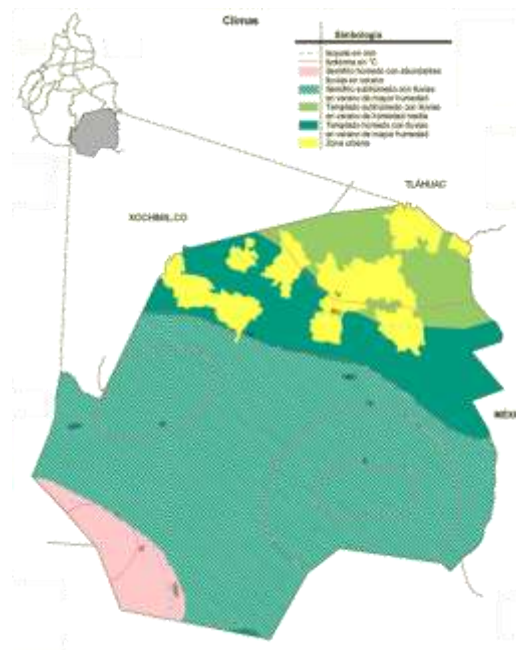 Climas
Simbología
Isoyeta en mm
Isoterma en °C
Semifrío húmedo con abundantes
lluvias en verano
Semifrío subhúmedo con lluvias
en verano de mayor humedad
Templado subhúmedo con lluvias
en verano de humedad media
Templado húmedo con lluvias
en verano de mayor humedad
Zona urbana
TLÁHUAC
XOCHIMILCO
MÉXI